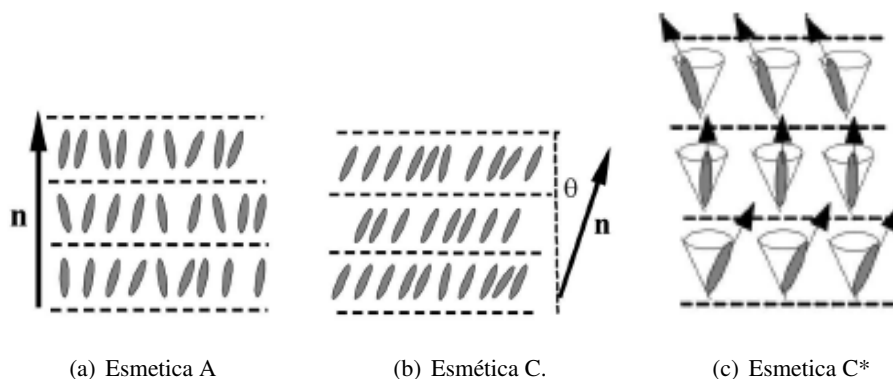 n
θ
n
(a) Esmetica A
(b) Esmética C.
(c) Esmetica C*